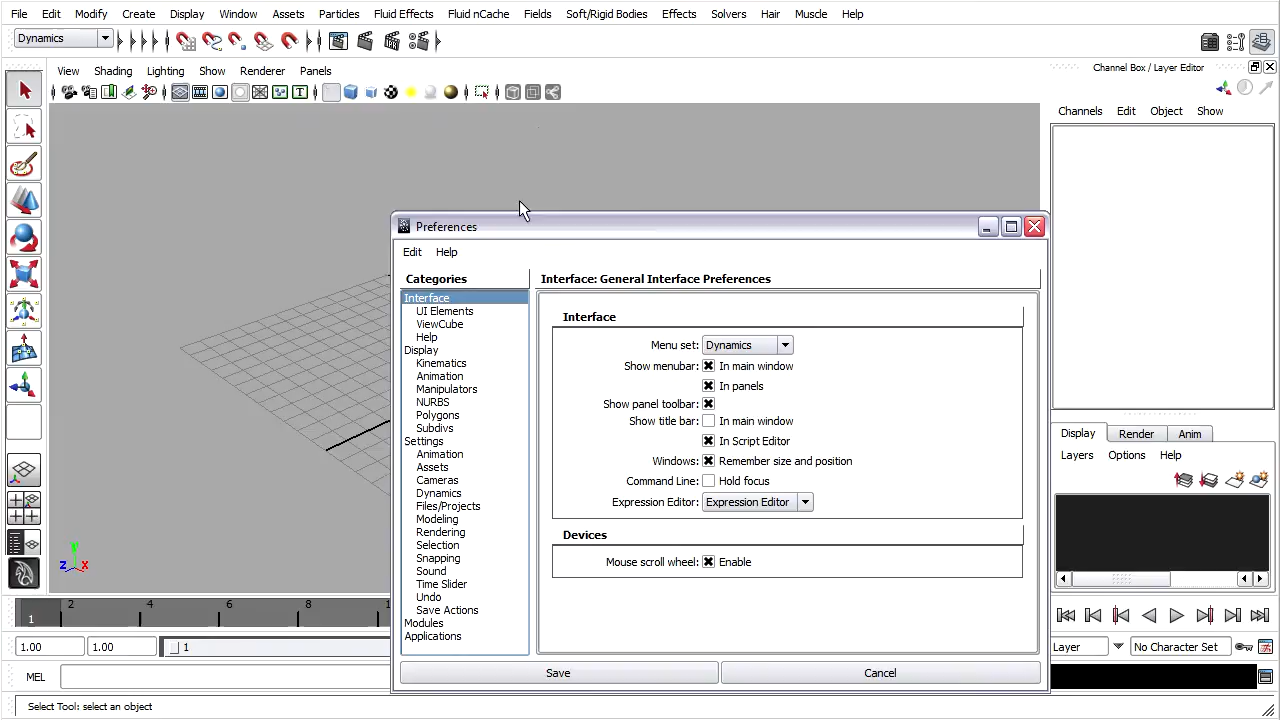 File Edit Modify Create Display Window Assets Particles Fluid Effects Fluid nCache Fields Soft/Rigid Bodies Effects Solvers Hair Muscle Help
Dynamics
View Shading Lighting Show Renderer Panels
Channel Box / Layer Editor
Channels Edit Object Show
Preferences
Edit Help
Categories
Interface
UI Elements
ViewCube
Help
Display
Kinematics
Animation
Manipulators
NURBS
Polygons
Subdivs
Settings
Animation
Assets
Cameras
Dynamics
Files/Projects
Modeling
Rendering
Selection
Snapping
Sound
Time Slider
Undo
Save Actions
Modules
Applications
Interface: General Interface Preferences
Interface
Menu set: Dynamics
Show menubar: In main window
In panels
Show panel toolbar:
Show title bar: In main window
In Script Editor
Windows: Remember size and position
Command Line: Hold focus
Expression Editor: Expression Editor
Devices
Mouse scroll wheel: Enable
Save Cancel
Display Render Anim
Layers Options Help
y
z x
1 2 4 6 8
1.00 1.00 1
Layer No Character Set
MEL
Select Tool: select an object